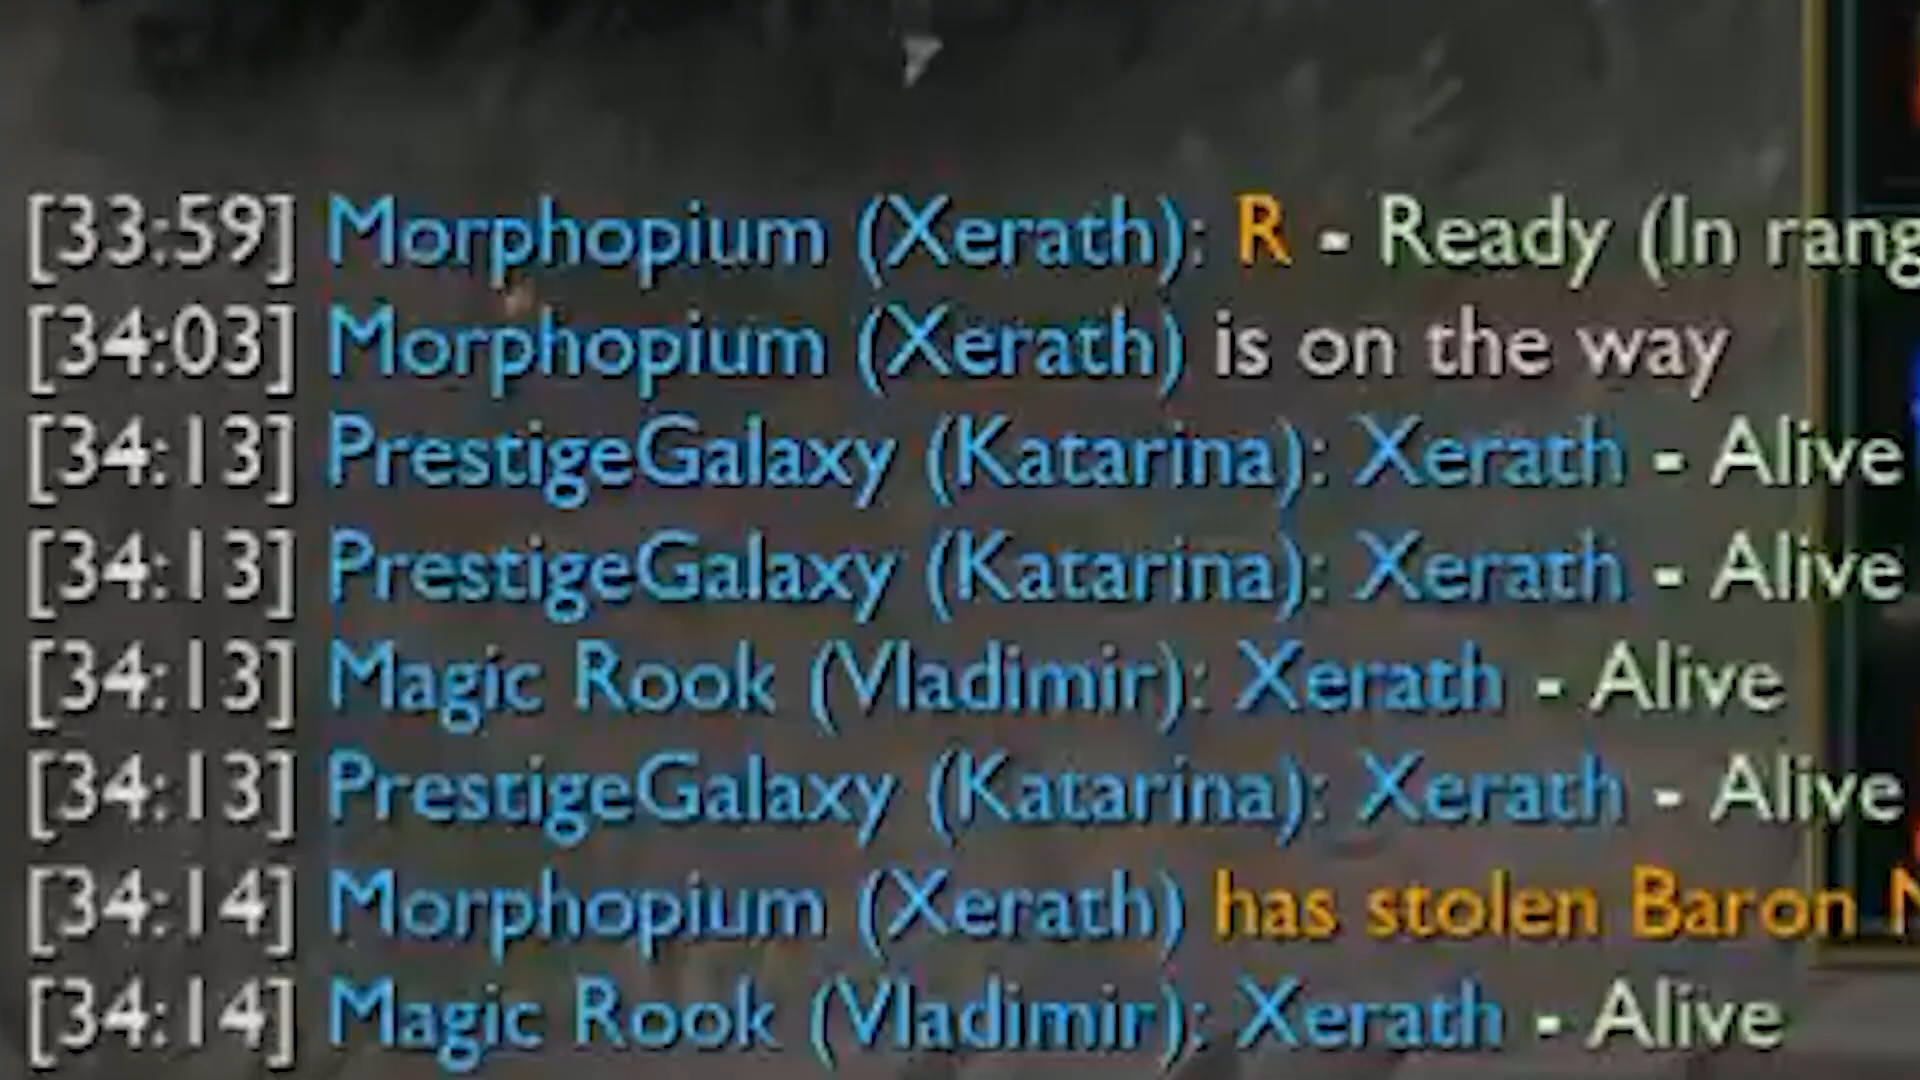 [33:59] Morphopium (Xerath): R - Ready (In rang
[34:03] Morphopium (Xerath) is on the way
[34:13] PrestigeGalaxy (Katarina): Xerath - Alive
[34:13] PrestigeGalaxy (Katarina): Xerath - Alive
[34:13] Magic Rook (Vladimir): Xerath - Alive
[34:13] PrestigeGalaxy (Katarina): Xerath - Alive
[34:14] Morphopium (Xerath) has stolen Baron N
[34:14] Magic Rook (Vladimir): Xerath - Alive